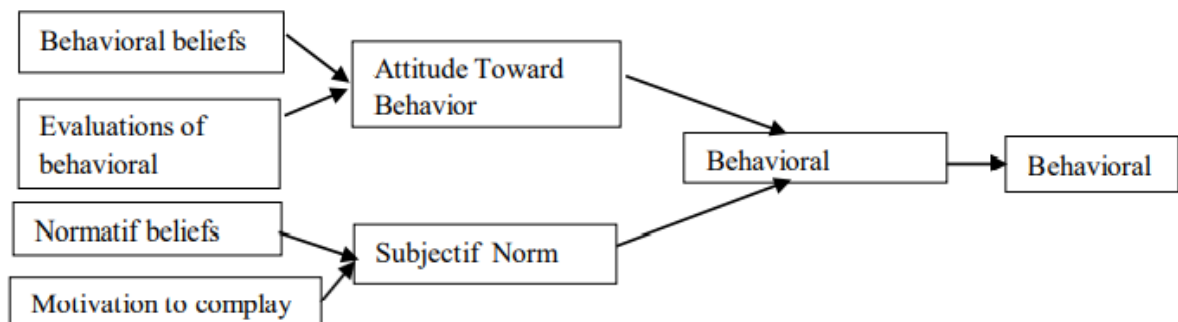 Behavioral beliefs
Attitude Toward
Behavior
Evaluations of
behavioral
Behavioral
Behavioral
Normatif beliefs
Subjectif Norm
Motivation to complay